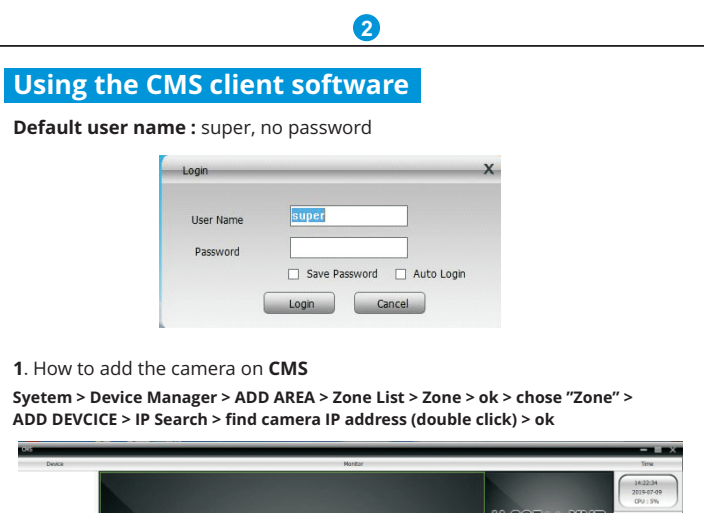 2
Using the CMS client software
Default user name : super, no password
Login X
User Name super
Password
Save Password Auto Login
Login Cancel
1. How to add the camera on CMS
Syetem > Device Manager > ADD AREA > Zone List > Zone > ok > chose ”Zone” >
ADD DEVCICE > IP Search > find camera IP address (double click) > ok
CMS
Device Monitor Time
14:22:34
2019-07-09
CPU : 5%